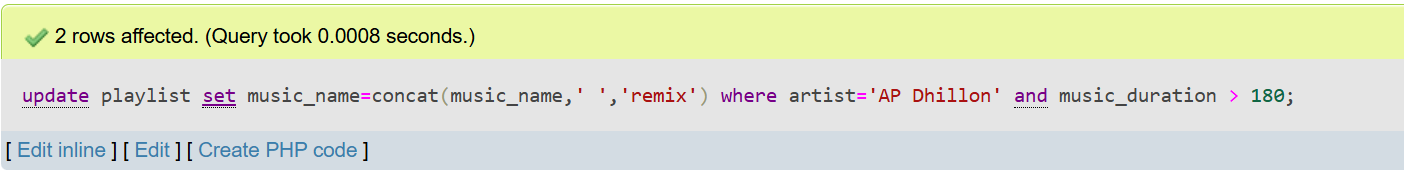 2 rows affected. (Query took 0.0008 seconds.)
update playlist set music_name=concat(music_name,' ','remix') where artist='AP Dhillon' and music_duration > 180;
[ Edit inline ] [ Edit ] [ Create PHP code ]